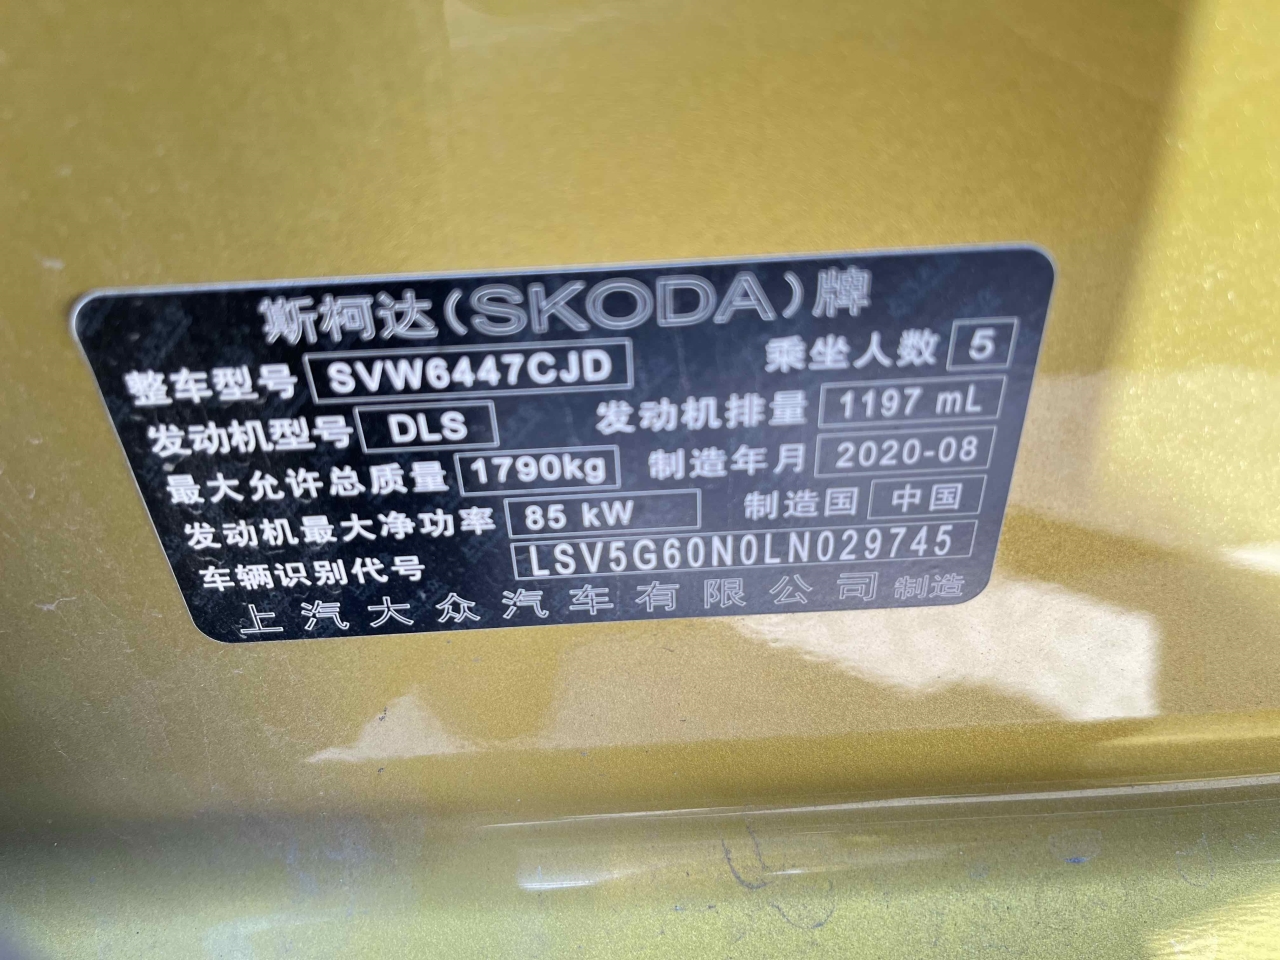 斯柯达(SKODA)牌
整车型号 SVW6447CJD 乘坐人数 5
发动机型号 DLS 发动机排量 1197 mL
最大允许总质量 1790kg 制造年月 2020-08
发动机最大净功率 85 kW 制造国 中国
车辆识别代号 LSV5G60N0LN029745
上汽大众汽车有限公司 制造